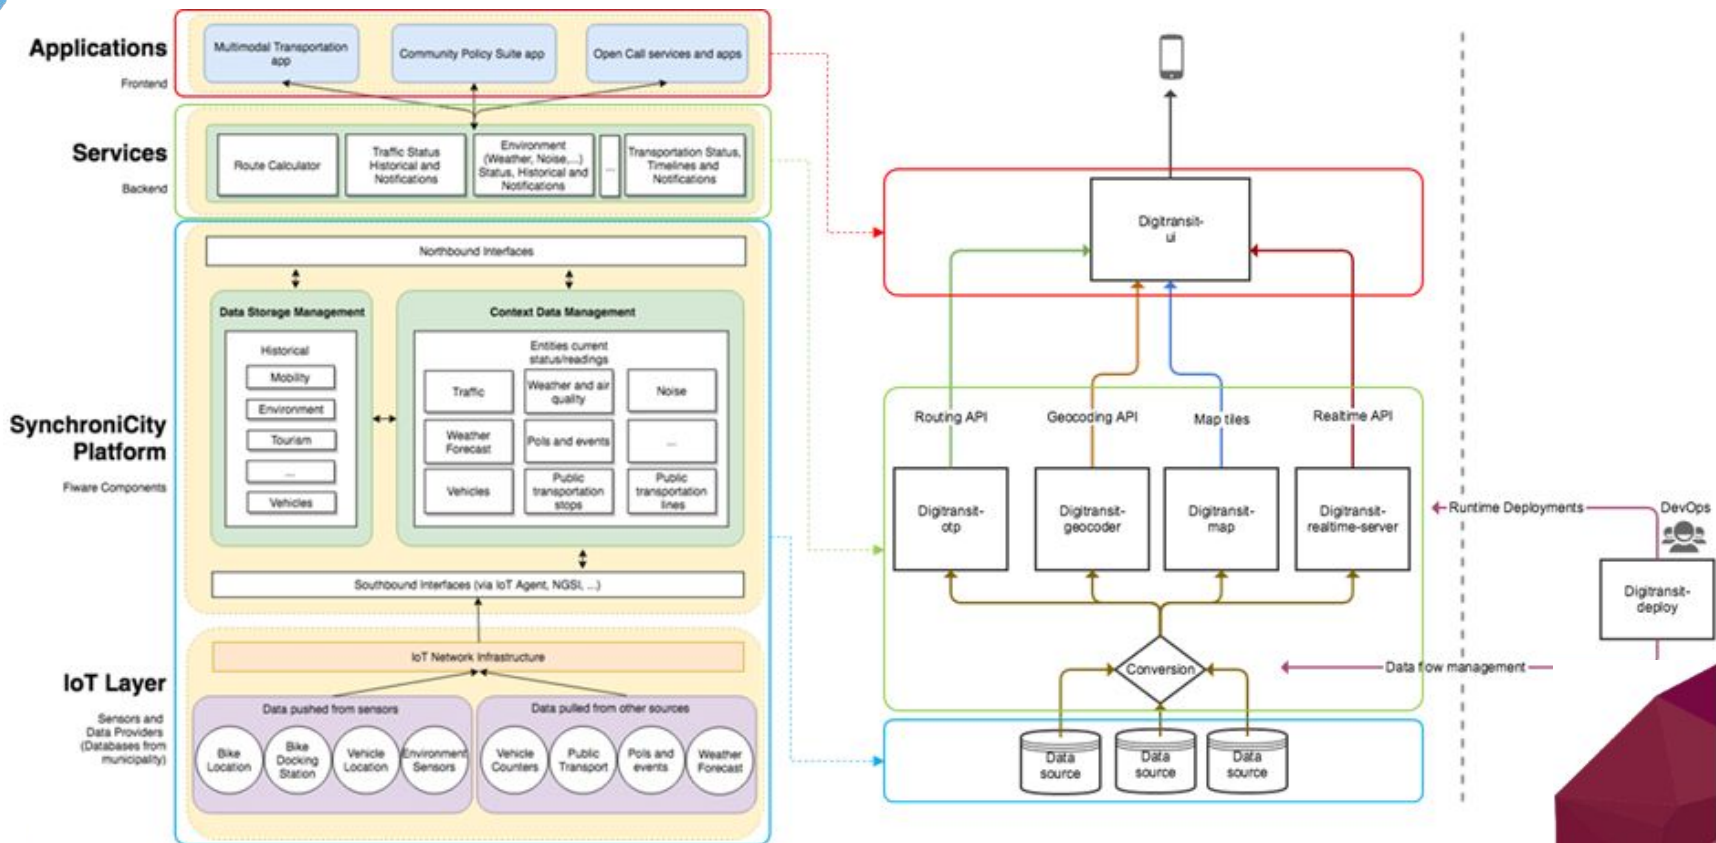 Applications
Frontend
Multimodal Transportation
app
Community Policy Suite app
Open Call services and apps
Services
Backend
Route Calculator
Traffic Status
Historical and
Notifications
Environment
(Weather, Noise,...)
Status, Historical and
Notifications
...
Transportation Status,
Timelines and
Notifications
SynchroniCity
Platform
Fiware Components
Northbound Interfaces
Data Storage Management
Historical
Mobility
Environment
Tourism
...
Vehicles
Context Data Management
Entities current
status/readings
Traffic
Weather and air
quality
Noise
Weather
Forecast
PoIs and events
...
Vehicles
Public
transportation
stops
Public
transportation
lines
Southbound Interfaces (via IoT Agent, NGSI, ...)
IoT Layer
Sensors and
Data Providers
(Databases from
municipality)
IoT Network Infrastructure
Data pushed from sensors
Bike
Location
Bike
Docking
Station
Vehicle
Location
Environment
Sensors
Data pulled from other sources
Vehicle
Counters
Public
Transport
PoIs and
events
Weather
Forecast
Digitransit-
ui
Routing API
Geocoding API
Map tiles
Realtime API
Digitransit-
otp
Digitransit-
geocoder
Digitransit-
map
Digitransit-
realtime-server
Conversion
Data
source
Data
source
Data
source
Runtime Deployments
DevOps
Digitransit-
deploy
Data flow management